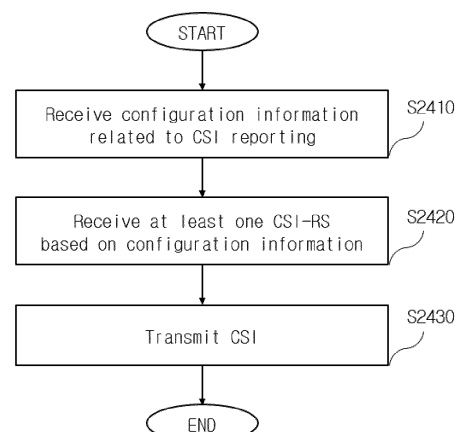 START
Receive configuration information
related to CSI reporting
S2410
Receive at least one CSI-RS
based on configuration information
S2420
Transmit CSI
S2430
END